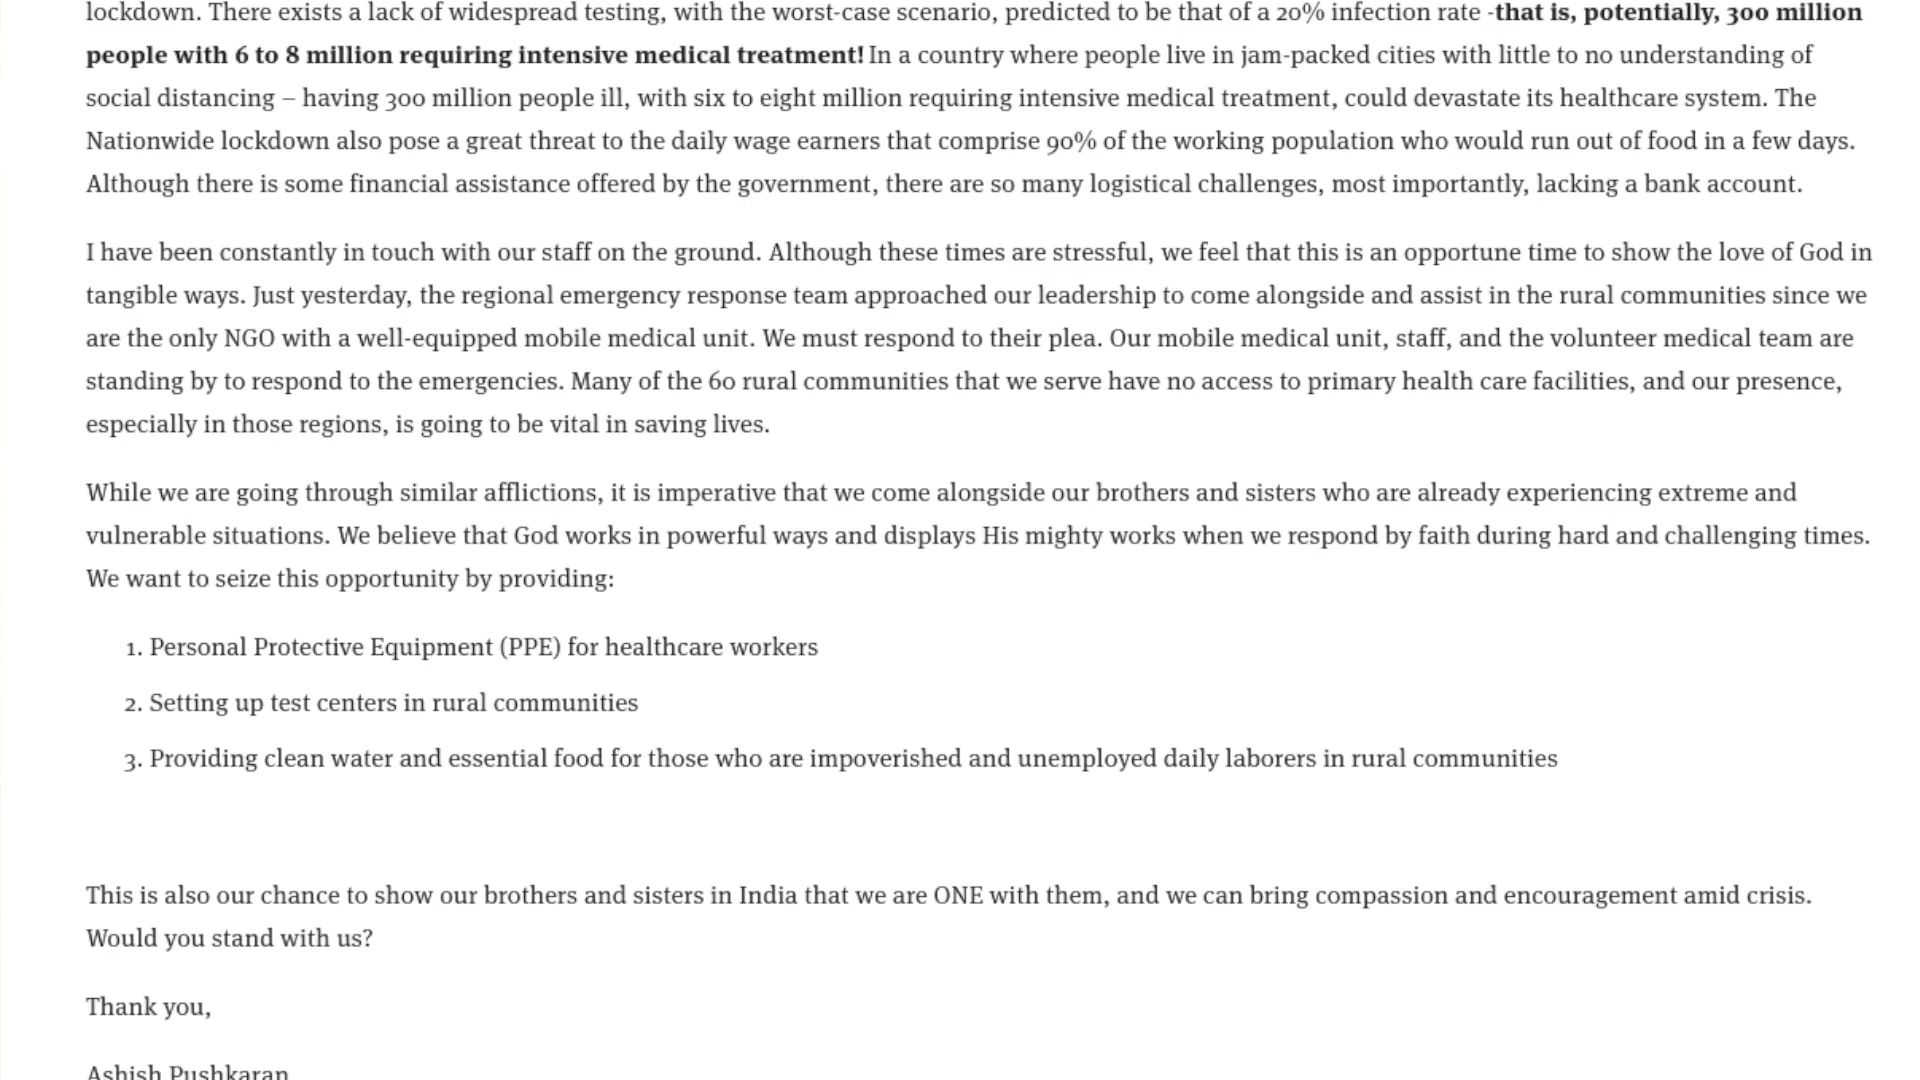 lockdown. There exists a lack of widespread testing, with the worst-case scenario, predicted to be that of a 20% infection rate -that is, potentially, 300 million
people with 6 to 8 million requiring intensive medical treatment! In a country where people live in jam-packed cities with little to no understanding of
social distancing – having 300 million people ill, with six to eight million requiring intensive medical treatment, could devastate its healthcare system. The
Nationwide lockdown also pose a great threat to the daily wage earners that comprise 90% of the working population who would run out of food in a few days.
Although there is some financial assistance offered by the government, there are so many logistical challenges, most importantly, lacking a bank account.
I have been constantly in touch with our staff on the ground. Although these times are stressful, we feel that this is an opportune time to show the love of God in
tangible ways. Just yesterday, the regional emergency response team approached our leadership to come alongside and assist in the rural communities since we
are the only NGO with a well-equipped mobile medical unit. We must respond to their plea. Our mobile medical unit, staff, and the volunteer medical team are
standing by to respond to the emergencies. Many of the 60 rural communities that we serve have no access to primary health care facilities, and our presence,
especially in those regions, is going to be vital in saving lives.
While we are going through similar afflictions, it is imperative that we come alongside our brothers and sisters who are already experiencing extreme and
vulnerable situations. We believe that God works in powerful ways and displays His mighty works when we respond by faith during hard and challenging times.
We want to seize this opportunity by providing:
1. Personal Protective Equipment (PPE) for healthcare workers
2. Setting up test centers in rural communities
3. Providing clean water and essential food for those who are impoverished and unemployed daily laborers in rural communities
This is also our chance to show our brothers and sisters in India that we are ONE with them, and we can bring compassion and encouragement amid crisis.
Would you stand with us?
Thank you,
Ashish Pushkaran